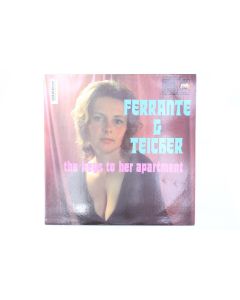 FERRANTE
&
TEICHER
the keys to her apartment